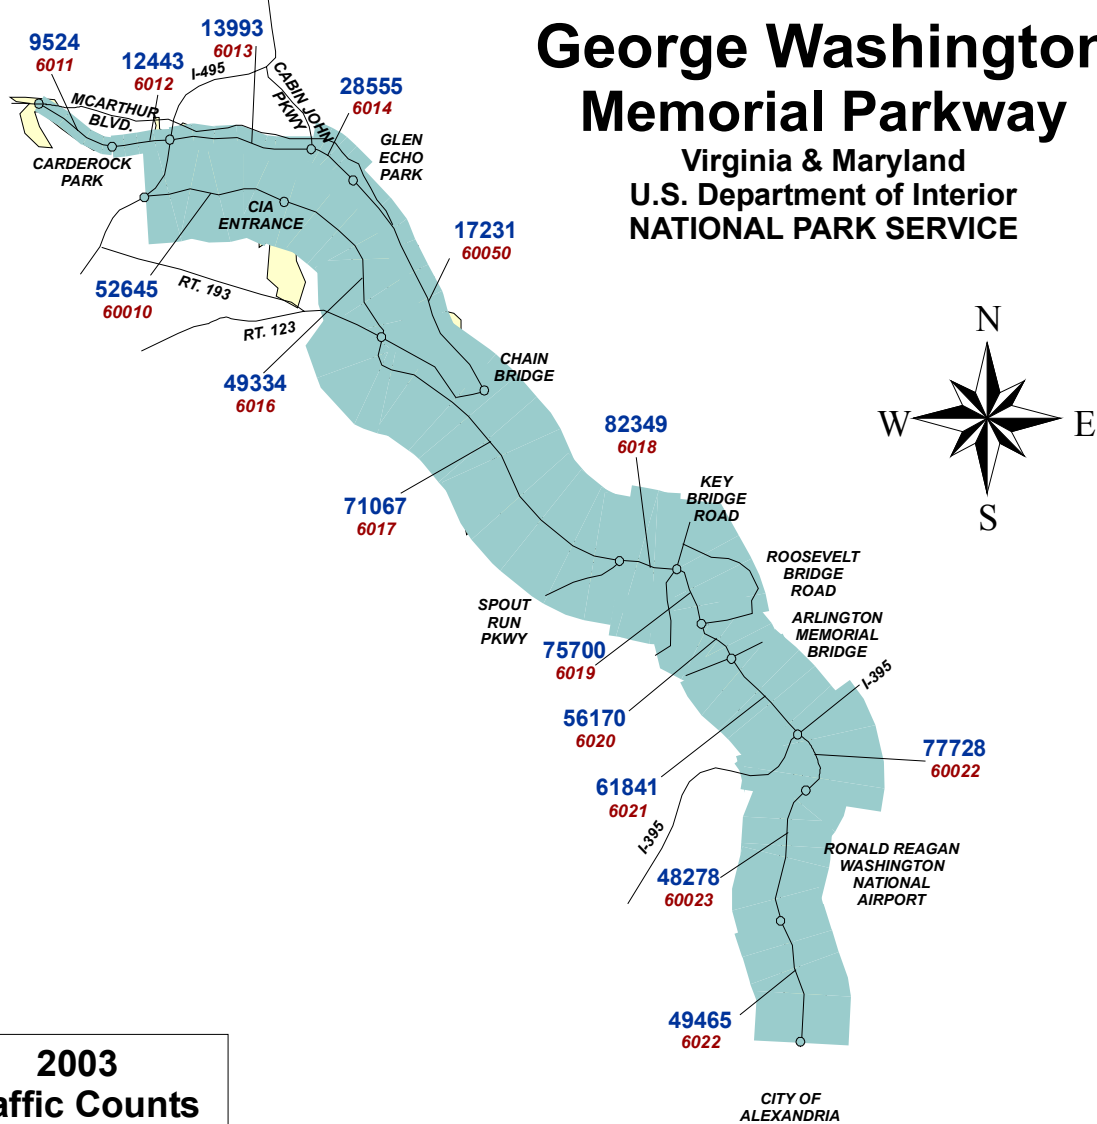 George Washington
Memorial Parkway
Virginia & Maryland
U.S. Department of Interior
NATIONAL PARK SERVICE
9524
6011
12443
6012
13993
6013
I-495
CABIN JOHN
PKWY
28555
6014
MCARTHUR
BLVD.
GLEN
ECHO
PARK
CARDEROCK
PARK
CIA
ENTRANCE
17231
60050
52645
60010
RT. 193
RT. 123
49334
6016
CHAIN
BRIDGE
N
W
E
S
82349
6018
KEY
BRIDGE
ROAD
71067
6017
ROOSEVELT
BRIDGE
ROAD
SPOUT
RUN
PKWY
ARLINGTON
MEMORIAL
BRIDGE
75700
6019
I-395
56170
6020
77728
60022
61841
6021
I-395
RONALD REAGAN
WASHINGTON
NATIONAL
AIRPORT
48278
60023
49465
6022
2003
affic Counts
CITY OF
ALEXANDRIA